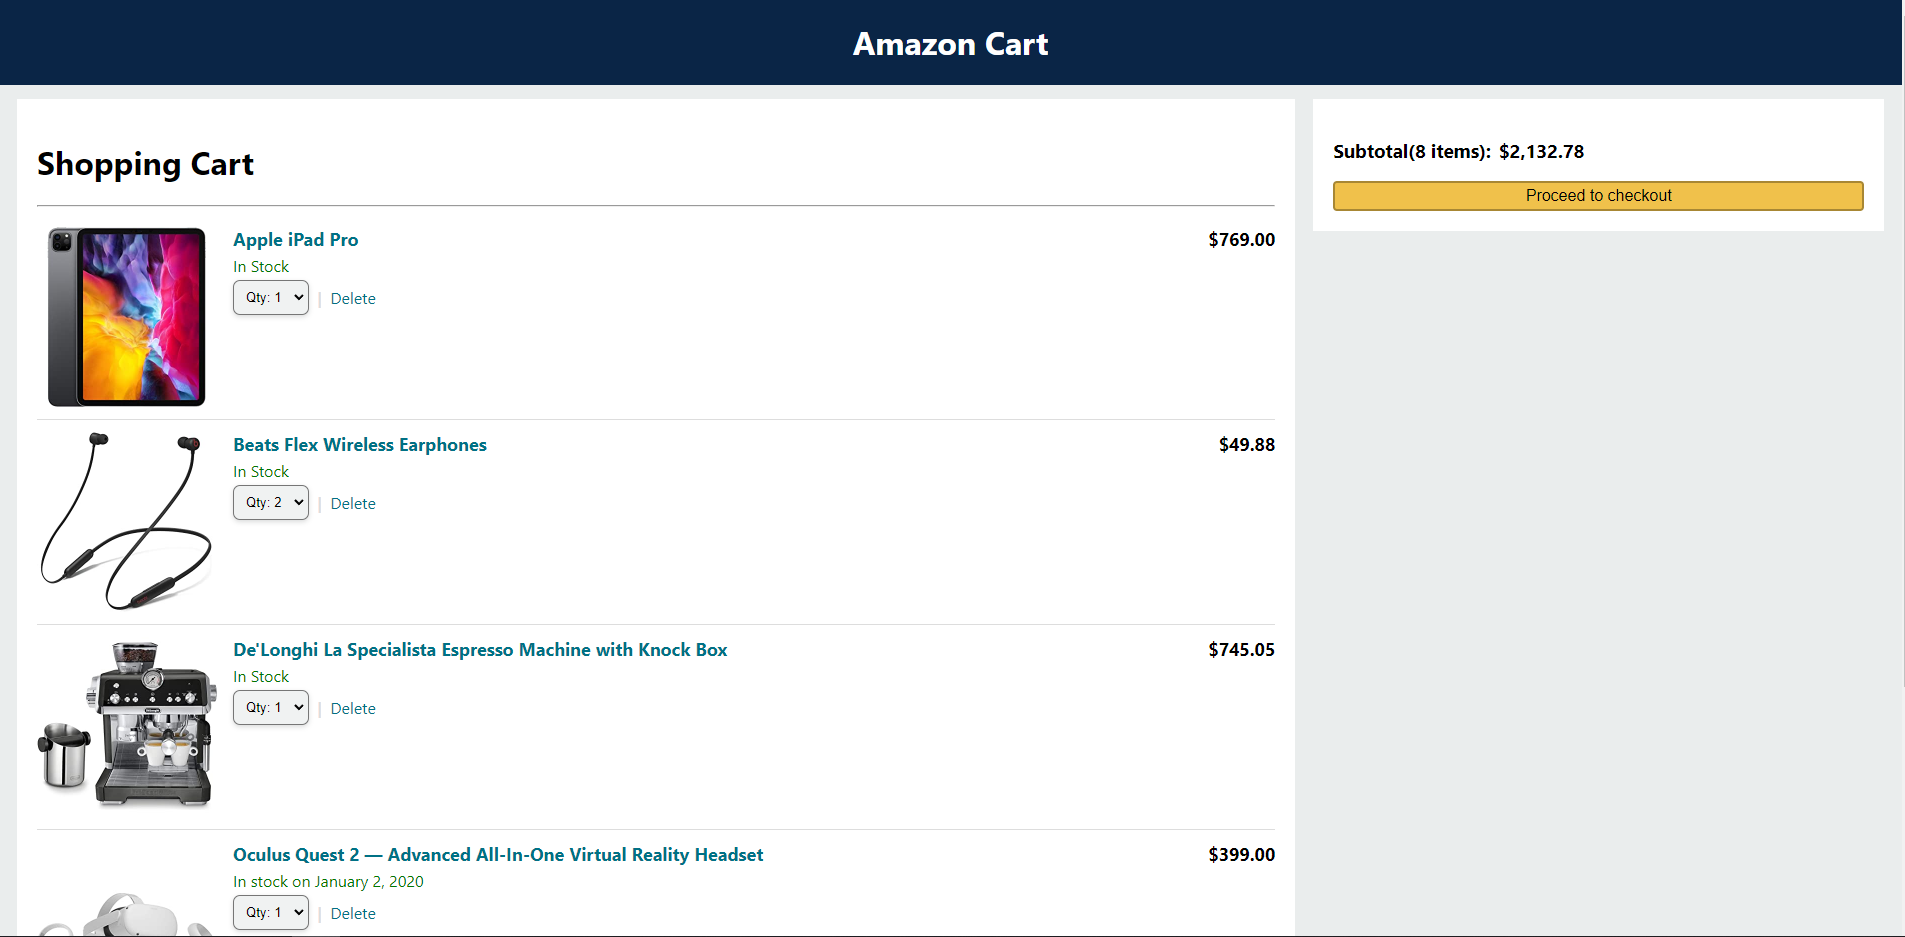 Amazon Cart
Shopping Cart
Apple iPad Pro
$769.00
In Stock
Qty: 1 | Delete
Beats Flex Wireless Earphones
$49.88
In Stock
Qty: 2 | Delete
De'Longhi La Specialista Espresso Machine with Knock Box
$745.05
In Stock
Qty: 1 | Delete
Oculus Quest 2 — Advanced All-In-One Virtual Reality Headset
$399.00
In stock on January 2, 2020
Qty: 1 | Delete
Subtotal(8 items): $2,132.78
Proceed to checkout